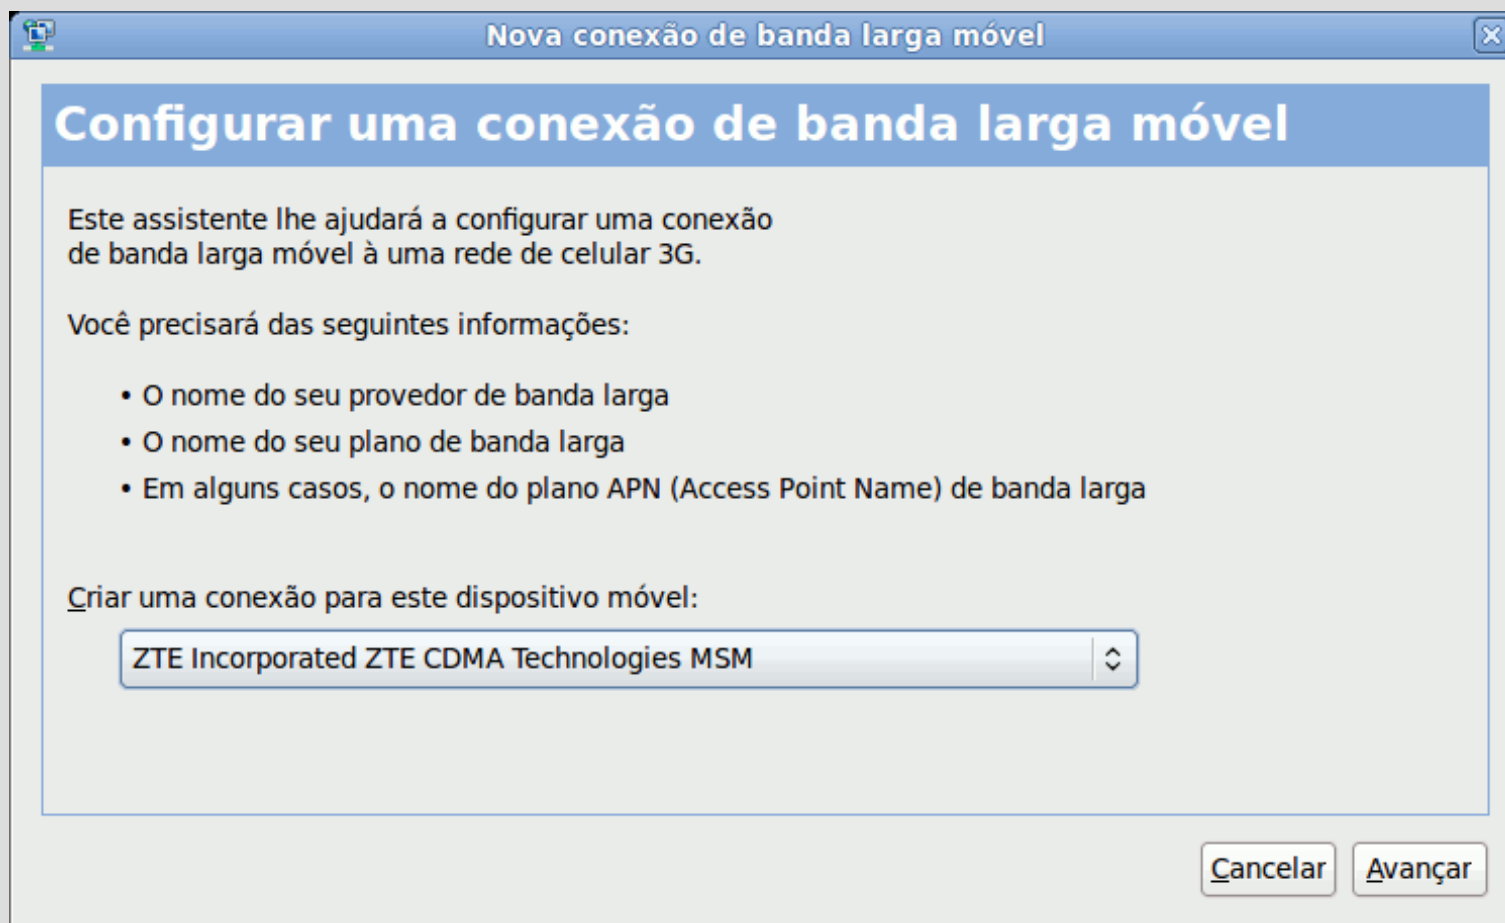 Nova conexão de banda larga móvel
Configurar uma conexão de banda larga móvel
Este assistente lhe ajudará a configurar uma conexão
de banda larga móvel à uma rede de celular 3G.
Você precisará das seguintes informações:
• O nome do seu provedor de banda larga
• O nome do seu plano de banda larga
• Em alguns casos, o nome do plano APN (Access Point Name) de banda larga
Criar uma conexão para este dispositivo móvel:
ZTE Incorporated ZTE CDMA Technologies MSM
Cancelar Avançar